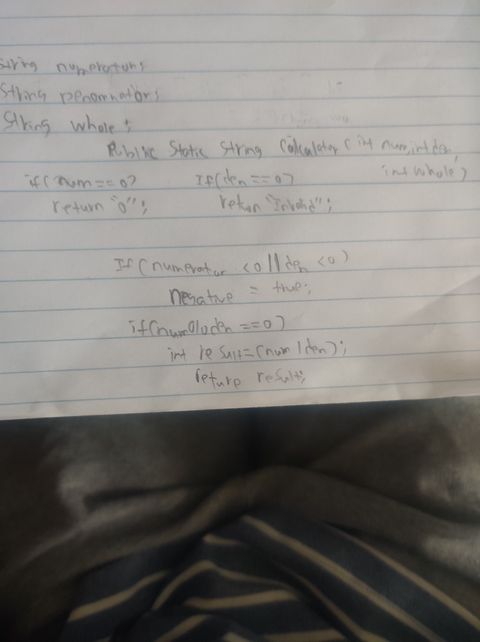 String numerators
String Denominators
String whole;
Public Static String Calculator (int num, int den,
int whole)
if(num==0) If(den==0)
return "0"; return "Invalid";
If(numerator <0||den <0)
negative = true;
if(num%den ==0)
int result=(num/den);
return result;